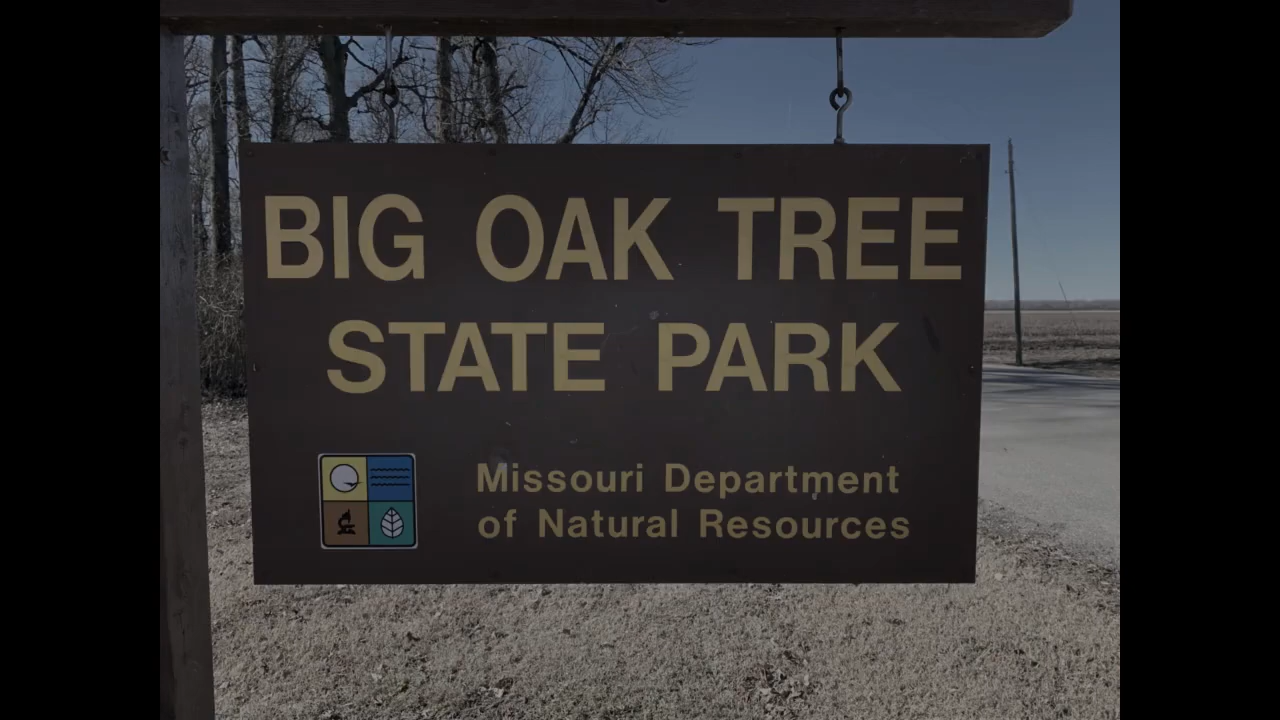 BIG OAK TREE
STATE PARK
Missouri Department
of Natural Resources